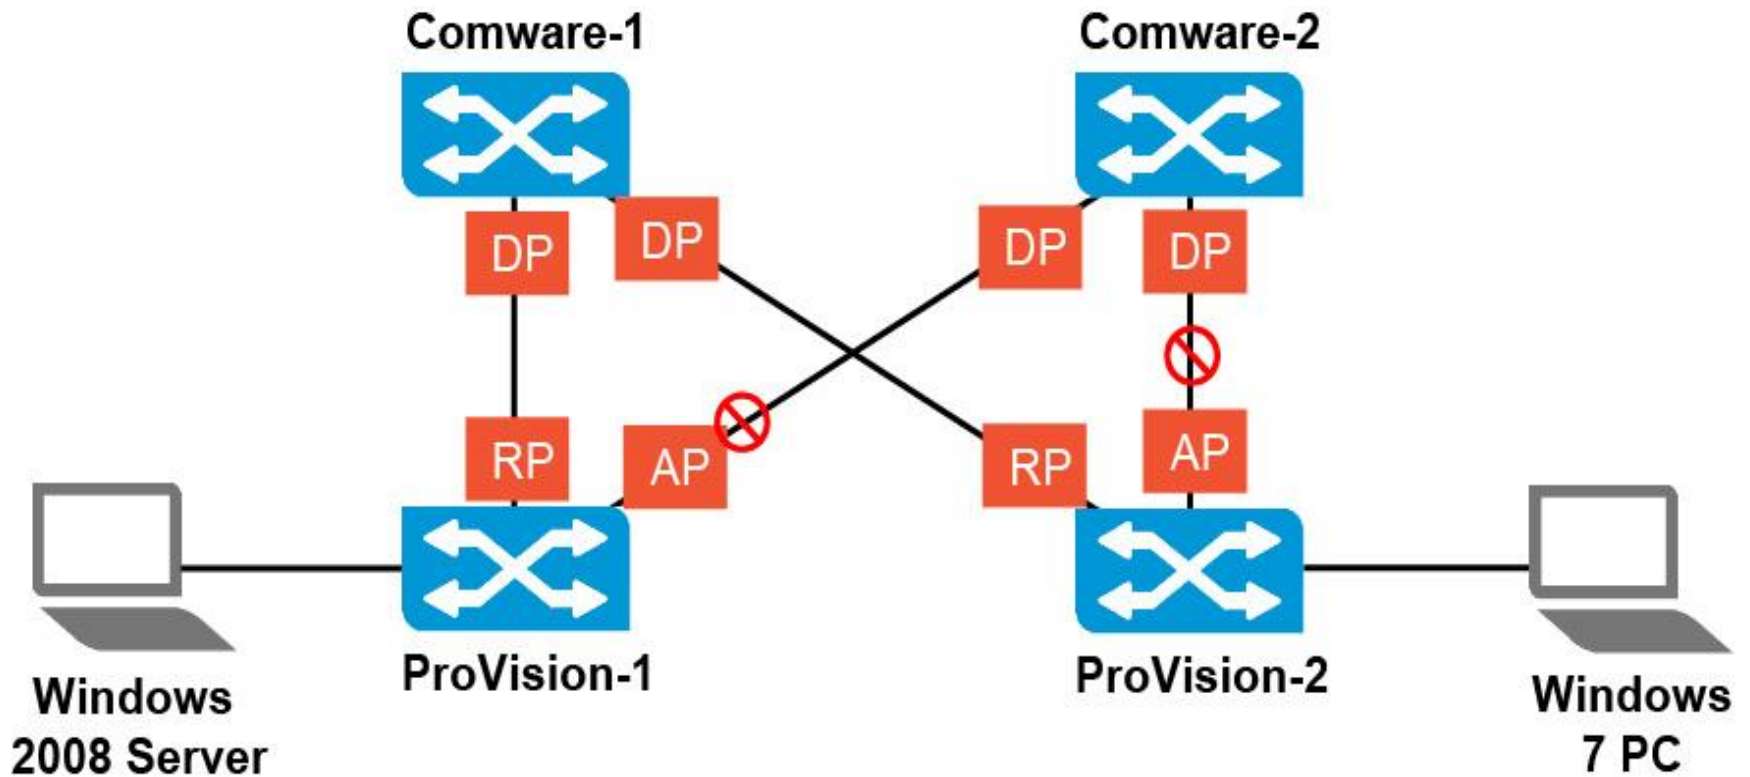 Comware-1
Comware-2
DP
DP
DP
DP
RP
AP
RP
AP
ProVision-1
ProVision-2
Windows
2008 Server
Windows
7 PC